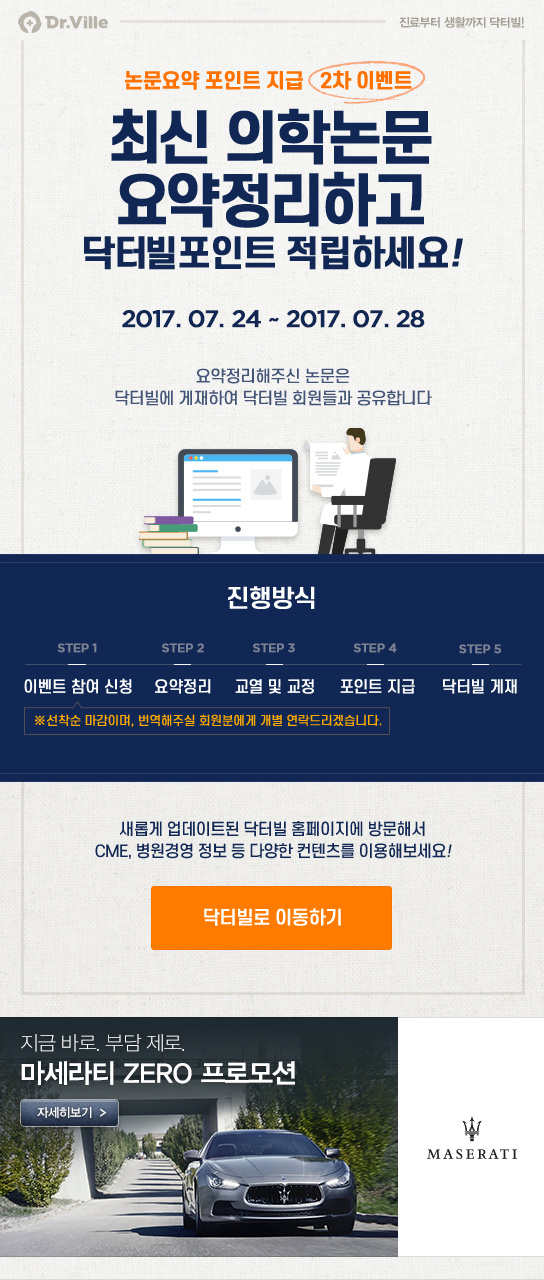 Dr.Ville
진료부터 생활까지 닥터빌!
논문요약 포인트 지급 2차 이벤트
최신 의학논문
요약정리하고
닥터빌포인트 적립하세요!
2017. 07. 24 ~ 2017. 07. 28
요약정리해주신 논문은
닥터빌에 게재하여 닥터빌 회원들과 공유합니다
진행방식
STEP 1 STEP 2 STEP 3 STEP 4 STEP 5
이벤트 참여 신청 요약정리 교열 및 교정 포인트 지급 닥터빌 게재
※선착순 마감이며, 번역해주실 회원분에게 개별 연락드리겠습니다.
새롭게 업데이트된 닥터빌 홈페이지에 방문해서
CME, 병원경영 정보 등 다양한 컨텐츠를 이용해보세요!
닥터빌로 이동하기
지금 바로. 부담 제로.
마세라티 ZERO 프로모션
자세히보기 >
MASERATI